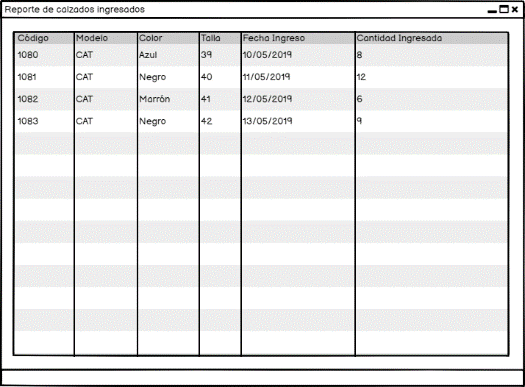 Reporte de calzados ingresados
Código Modelo Color Talla Fecha Ingreso Cantidad Ingresada
1080 CAT Azul 39 10/05/2019 8
1081 CAT Negro 40 11/05/2019 12
1082 CAT Marrón 41 12/05/2019 6
1083 CAT Negro 42 13/05/2019 9